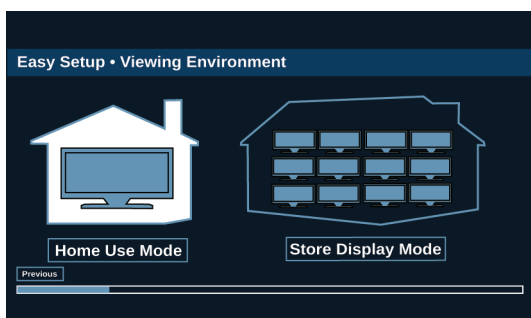 Easy Setup • Viewing Environment
Home Use Mode
Store Display Mode
Previous